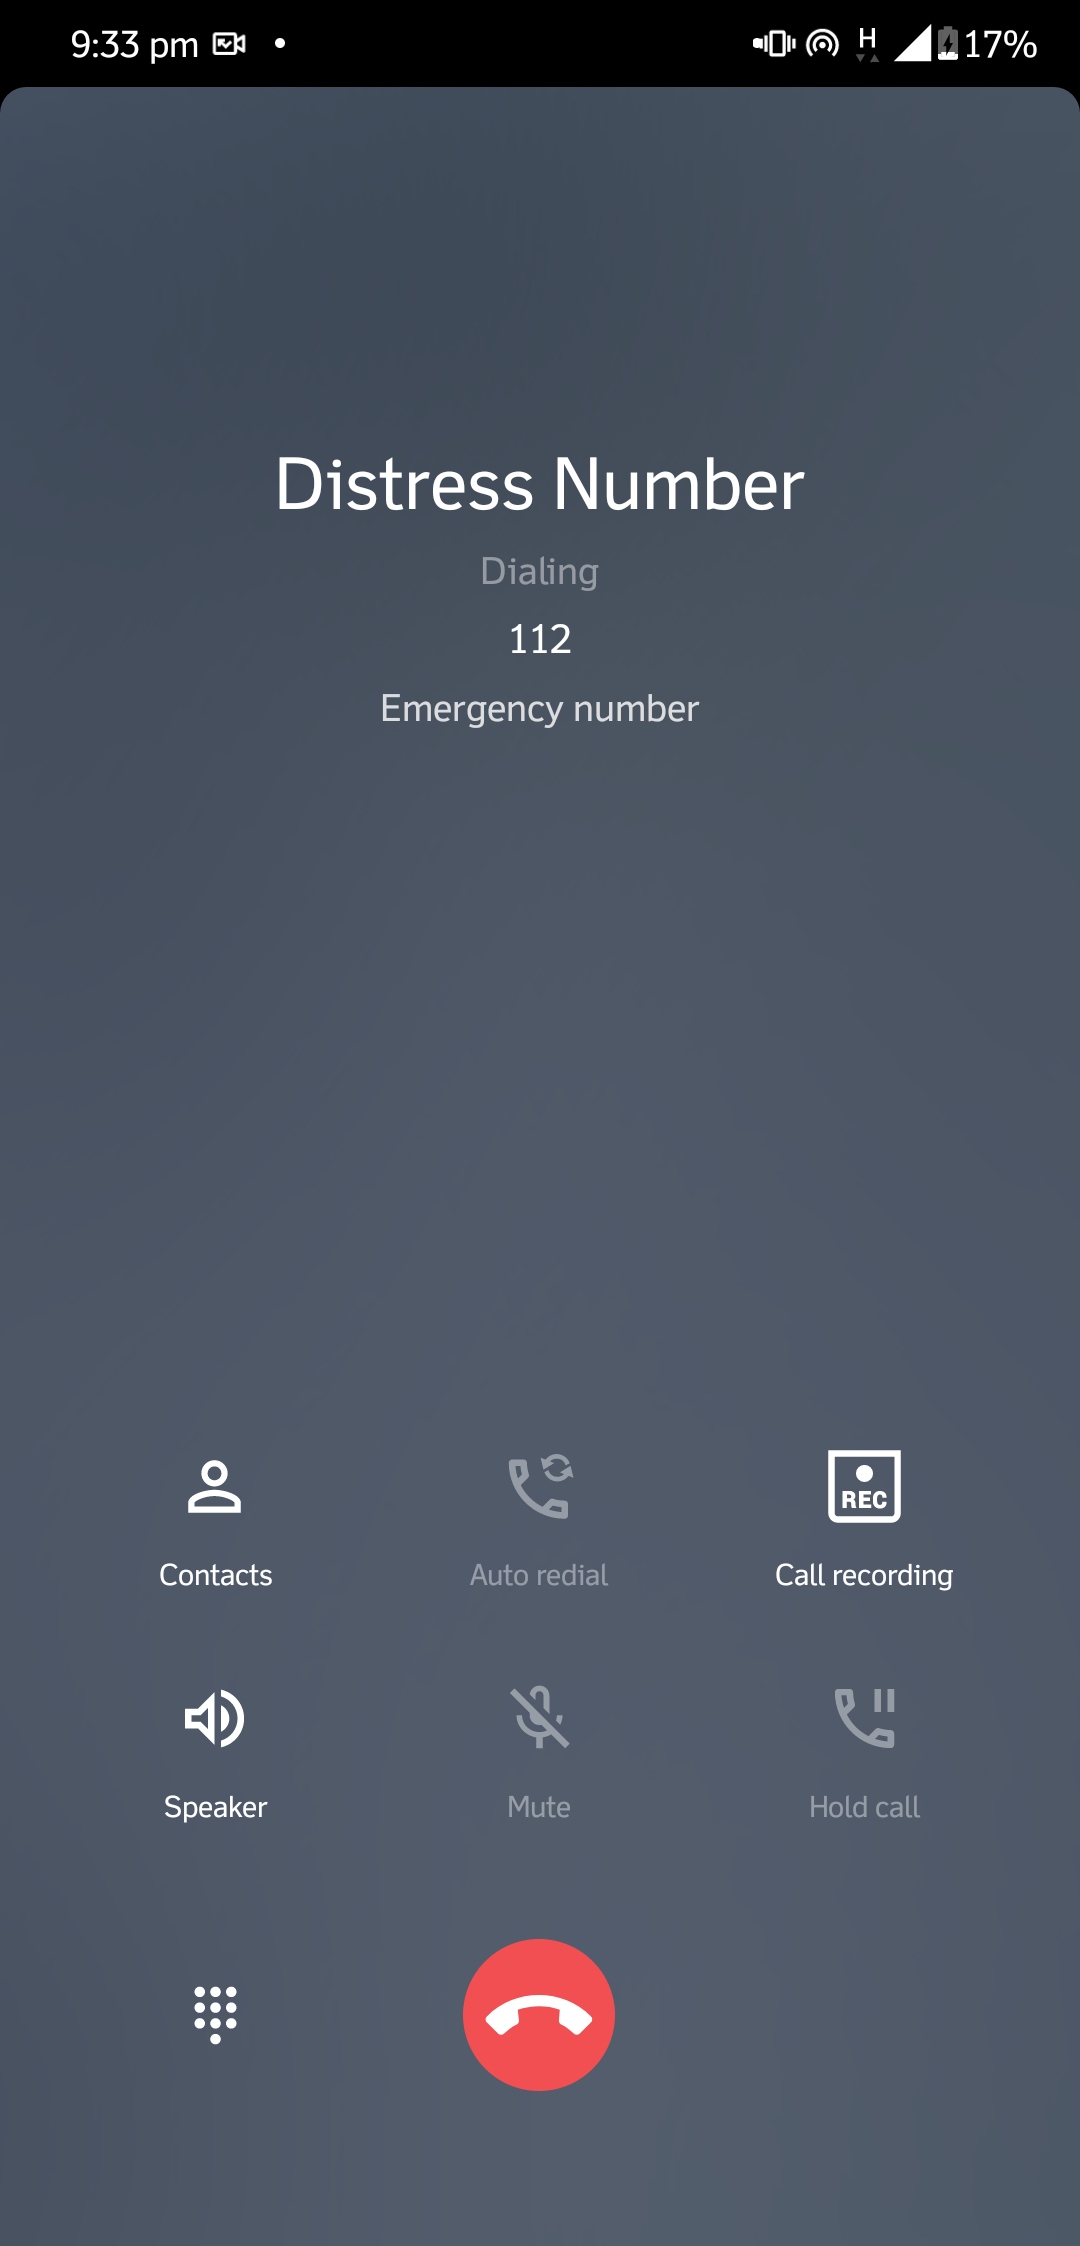 9:33 pm H 17%
Distress Number
Dialing
112
Emergency number
REC
Contacts Auto redial Call recording
Speaker Mute Hold call